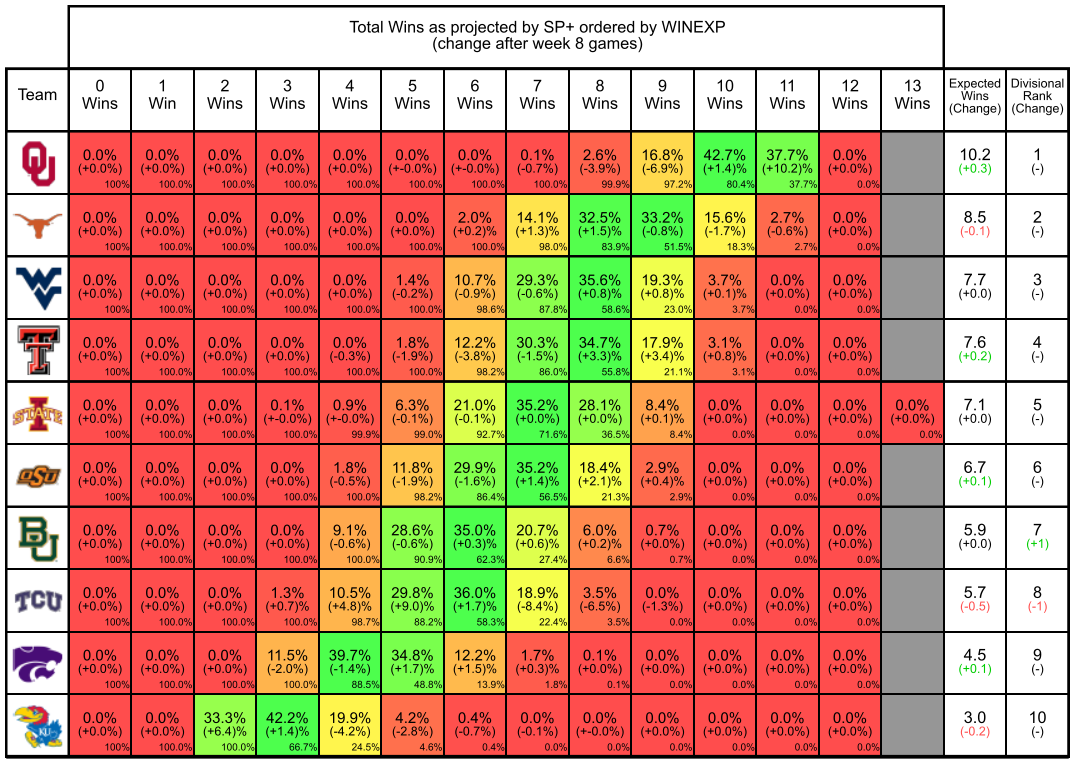 Total Wins as projected by SP+ ordered by WINEXP
(change after week 8 games)
Team 0 Wins 1 Win 2 Wins 3 Wins 4 Wins 5 Wins 6 Wins 7 Wins 8 Wins 9 Wins 10 Wins 11 Wins 12 Wins 13 Wins Expected Wins (Change) Divisional Rank (Change)
OU 0.0% 0.0% 0.0% 0.0% 0.0% 0.0% 0.0% 0.1% 2.6% 16.8% 42.7% 37.7% 0.0% 10.2 1
(+0.0%) (+0.0%) (+0.0%) (+0.0%) (+0.0%) (+-0.0%) (+-0.0%) (-0.7%) (-3.9%) (-6.9%) (+1.4)% (+10.2)% (+0.0%) (+0.3) (-)
100% 100.0% 100.0% 100.0% 100.0% 100.0% 100.0% 100.0% 99.9% 97.2% 80.4% 37.7% 0.0%
0.0% 0.0% 0.0% 0.0% 0.0% 0.0% 2.0% 14.1% 32.5% 33.2% 15.6% 2.7% 0.0% 8.5 2
(+0.0%) (+0.0%) (+0.0%) (+0.0%) (+0.0%) (+0.0%) (+0.2)% (+1.3)% (+1.5)% (-0.8%) (-1.7%) (-0.6%) (+0.0%) (-0.1) (-)
100% 100.0% 100.0% 100.0% 100.0% 100.0% 100.0% 98.0% 83.9% 51.5% 18.3% 2.7% 0.0%
WV 0.0% 0.0% 0.0% 0.0% 0.0% 1.4% 10.7% 29.3% 35.6% 19.3% 3.7% 0.0% 0.0% 7.7 3
(+0.0%) (+0.0%) (+0.0%) (+0.0%) (+0.0%) (-0.2%) (-0.9%) (-0.6%) (+0.8)% (+0.8)% (+0.1)% (+0.0%) (+0.0%) (+0.0) (-)
100% 100.0% 100.0% 100.0% 100.0% 100.0% 98.6% 87.8% 58.6% 23.0% 3.7% 0.0% 0.0%
TT 0.0% 0.0% 0.0% 0.0% 0.0% 1.8% 12.2% 30.3% 34.7% 17.9% 3.1% 0.0% 0.0% 7.6 4
(+0.0%) (+0.0%) (+0.0%) (+0.0%) (-0.3%) (-1.9%) (-3.8%) (-1.5%) (+3.3)% (+3.4)% (+0.8)% (+0.0%) (+0.0%) (+0.2) (-)
100% 100.0% 100.0% 100.0% 100.0% 100.0% 98.2% 86.0% 55.8% 21.1% 3.1% 0.0% 0.0%
I STATE 0.0% 0.0% 0.0% 0.1% 0.9% 6.3% 21.0% 35.2% 28.1% 8.4% 0.0% 0.0% 0.0% 0.0% 7.1 5
(+0.0%) (+0.0%) (+0.0%) (+-0.0%) (+-0.0%) (-0.1%) (-0.1%) (+0.0%) (+0.0%) (+0.1)% (+0.0%) (+0.0%) (+0.0%) (+0.0%) (+0.0) (-)
100% 100.0% 100.0% 100.0% 99.9% 99.0% 92.7% 71.6% 36.5% 8.4% 0.0% 0.0% 0.0% 0.0%
OSU 0.0% 0.0% 0.0% 0.0% 1.8% 11.8% 29.9% 35.2% 18.4% 2.9% 0.0% 0.0% 0.0% 6.7 6
(+0.0%) (+0.0%) (+0.0%) (+0.0%) (-0.5%) (-1.9%) (-1.6%) (+1.4)% (+2.1)% (+0.4)% (+0.0%) (+0.0%) (+0.0%) (+0.1) (-)
100% 100.0% 100.0% 100.0% 100.0% 98.2% 86.4% 56.5% 21.3% 2.9% 0.0% 0.0% 0.0%
BU 0.0% 0.0% 0.0% 0.0% 9.1% 28.6% 35.0% 20.7% 6.0% 0.7% 0.0% 0.0% 0.0% 5.9 7
(+0.0%) (+0.0%) (+0.0%) (+0.0%) (-0.6%) (-0.6%) (+0.3)% (+0.6)% (+0.2)% (+0.0%) (+0.0%) (+0.0%) (+0.0%) (+0.0) (+1)
100% 100.0% 100.0% 100.0% 100.0% 90.9% 62.3% 27.4% 6.6% 0.7% 0.0% 0.0% 0.0%
TCU 0.0% 0.0% 0.0% 1.3% 10.5% 29.8% 36.0% 18.9% 3.5% 0.0% 0.0% 0.0% 0.0% 5.7 8
(+0.0%) (+0.0%) (+0.0%) (+0.7)% (+4.8)% (+9.0)% (+1.7)% (-8.4%) (-6.5%) (-1.3%) (+0.0%) (+0.0%) (+0.0%) (-0.5) (-1)
100% 100.0% 100.0% 100.0% 98.7% 88.2% 58.3% 22.4% 3.5% 0.0% 0.0% 0.0% 0.0%
0.0% 0.0% 0.0% 11.5% 39.7% 34.8% 12.2% 1.7% 0.1% 0.0% 0.0% 0.0% 0.0% 4.5 9
(+0.0%) (+0.0%) (+0.0%) (-2.0%) (-1.4%) (+1.7)% (+1.5)% (+0.3)% (+0.0%) (+0.0%) (+0.0%) (+0.0%) (+0.0%) (+0.1) (-)
100% 100.0% 100.0% 100.0% 88.5% 48.8% 13.9% 1.8% 0.1% 0.0% 0.0% 0.0% 0.0%
KU 0.0% 0.0% 33.3% 42.2% 19.9% 4.2% 0.4% 0.0% 0.0% 0.0% 0.0% 0.0% 0.0% 3.0 10
(+0.0%) (+0.0%) (+6.4)% (+1.4)% (-4.2%) (-2.8%) (-0.7%) (-0.1%) (+-0.0%) (+0.0%) (+0.0%) (+0.0%) (+0.0%) (-0.2) (-)
100% 100.0% 100.0% 66.7% 24.5% 4.6% 0.4% 0.0% 0.0% 0.0% 0.0% 0.0% 0.0%